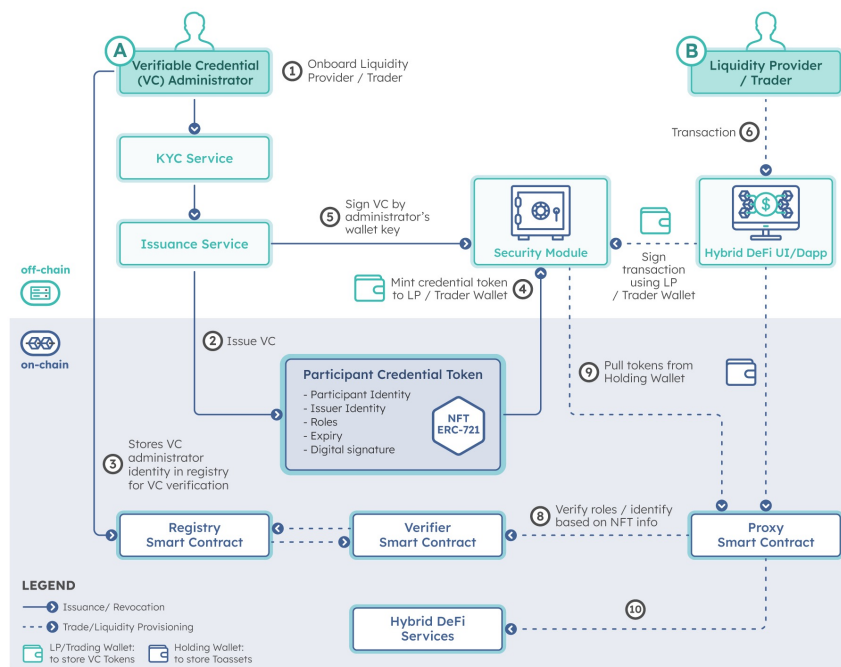 A
Verifiable Credential
(VC) Administrator
1
Onboard Liquidity
Provider / Trader
B
Liquidity Provider
/ Trader
Transaction 6
KYC Service
5
Sign VC by
administrator's
wallet key
Issuance Service
Security Module
$
Hybrid DeFi UI/Dapp
Sign
transaction
using LP
/ Trader Wallet
off-chain
Mint credential token
to LP / Trader Wallet
4
on-chain
2
Issue VC
Participant Credential Token
- Participant Identity
- Issuer Identity
- Roles
- Expiry
- Digital signature
NFT
ERC-721
9
Pull tokens from
Holding Wallet
3
Stores VC
administrator
identity in registry
for VC verification
Registry
Smart Contract
Verifier
Smart Contract
8
Verify roles / identify
based on NFT info
Proxy
Smart Contract
10
Hybrid DeFi
Services
LEGEND
Issuance/ Revocation
Trade/Liquidity Provisioning
LP/Trading Wallet:
to store VC Tokens
Holding Wallet:
to store Toassets